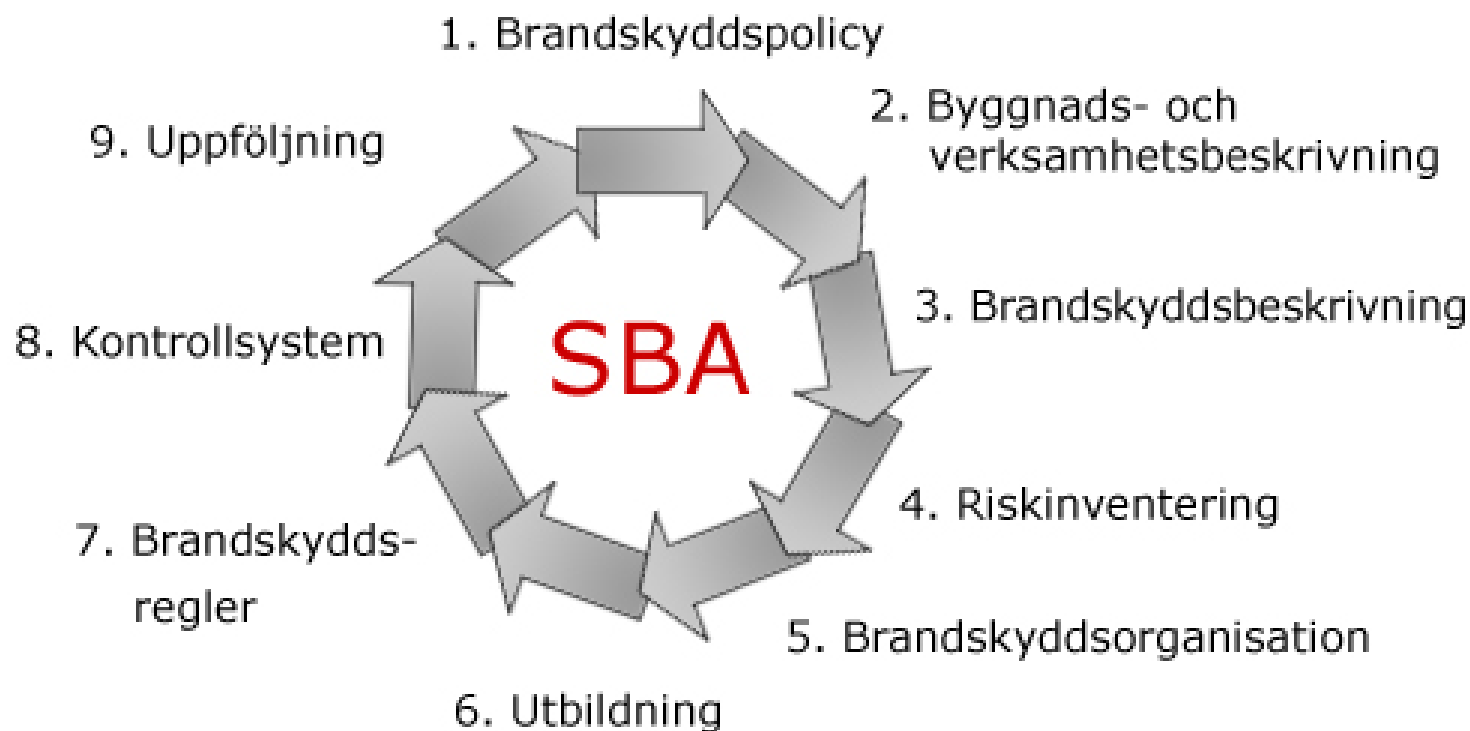 1. Brandskyddspolicy
2. Byggnads- och
verksamhetsbeskrivning
3. Brandskyddsbeskrivning
4. Riskinventering
5. Brandskyddsorganisation
6. Utbildning
7. Brandskydds-
regler
8. Kontrollsystem
9. Uppföljning
SBA